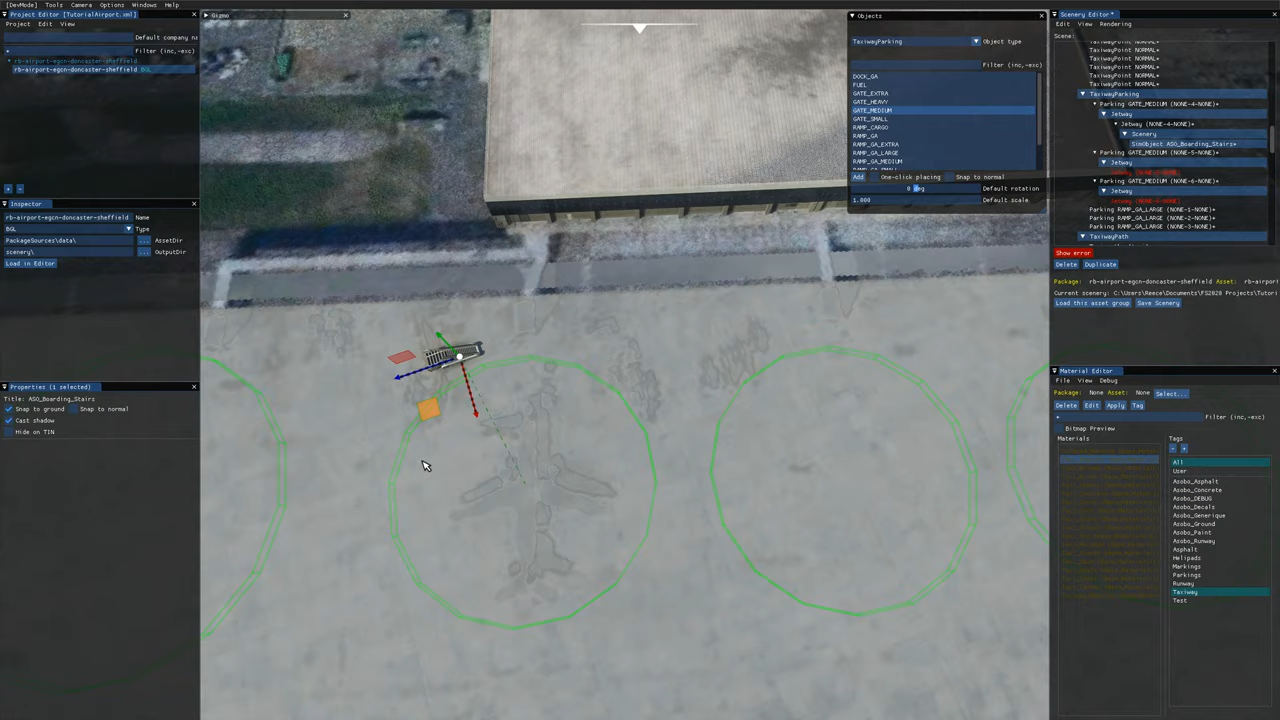 [DevMode] Tools Camera Options Windows Help
Project Editor [TutorialAirport.xml]
Project Edit View
Default company na
Filter (inc,-exc)
rb-airport-egcn-doncaster-sheffield
rb-airport-egcn-doncaster-sheffield BGL
Inspector
rb-airport-egcn-doncaster-sheffield Name
BGL Type
PackageSources\data\ ... AssetDir
scenery\ ... OutputDir
Load in Editor
Properties (1 selected)
Title: ASO_Boarding_Stairs
Snap to ground Snap to normal
Cast shadow
Hide on TIN
Gizmo
Objects
TaxiwayParking Object type
Filter (inc,-exc)
DOCK_GA
FUEL
GATE_EXTRA
GATE_HEAVY
GATE_MEDIUM
GATE_SMALL
RAMP_CARGO
RAMP_GA
RAMP_GA_EXTRA
RAMP_GA_LARGE
RAMP_GA_MEDIUM
Add One-click placing Snap to normal
0 deg Default rotation
1.000 Default scale
Scenery Editor*
Edit View Rendering
Scene:
TaxiwayPoint NORMAL*
TaxiwayPoint NORMAL*
TaxiwayPoint NORMAL*
TaxiwayPoint NORMAL*
TaxiwayPoint NORMAL*
TaxiwayParking
Parking GATE_MEDIUM (NONE-4-NONE)*
Jetway
Jetway (NONE-4-NONE)*
Scenery
SimObject ASO_Boarding_Stairs*
Parking GATE_MEDIUM (NONE-5-NONE)*
Jetway
Parking GATE_MEDIUM (NONE-6-NONE)*
Jetway
Parking RAMP_GA_LARGE (NONE-1-NONE)*
Parking RAMP_GA_LARGE (NONE-2-NONE)*
Parking RAMP_GA_LARGE (NONE-3-NONE)*
TaxiwayPath
Show error
Delete Duplicate
Package: rb-airport-egcn-doncaster-sheffield Asset: rb-airpor
Current scenery: C:\Users\Reece\Documents\FS2020 Projects\Tutori
Load this asset group Save Scenery
Material Editor
File View Debug
Package: None Asset: None Select...
Delete Edit Apply Tag
Filter (inc,-exc)
Bitmap Preview
Materials Tags
All
User
Asobo_Asphalt
Asobo_Concrete
Asobo_DEBUG
Asobo_Decals
Asobo_Generique
Asobo_Ground
Asobo_Paint
Asobo_Runway
Asphalt
Helipads
Markings
Parkings
Runway
Taxiway
Test